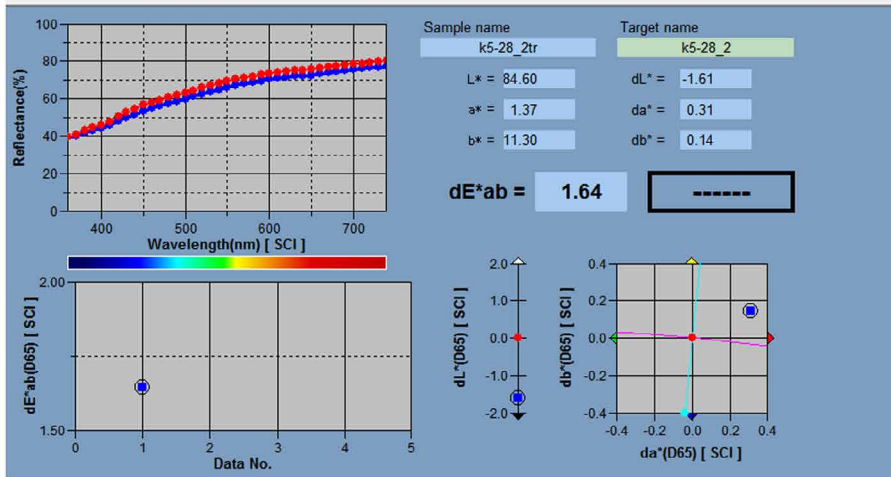 Sample name
k5-28_2tr
Target name
k5-28_2
L* = 84.60
a* = 1.37
b* = 11.30
dL* = -1.61
da* = 0.31
db* = 0.14
dE*ab = 1.64
------
Reflectance(%)
100
80
60
40
20
0
400 500 600 700
Wavelength(nm) [ SCI ]
dE*ab(D65) [ SCI ]
2.00
1.50
0 1 2 3 4 5
Data No.
dL*(D65) [ SCI ]
2.0
1.0
0.0
-1.0
-2.0
db*(D65) [ SCI ]
0.4
0.2
0.0
-0.2
-0.4
-0.4 -0.2 0.0 0.2 0.4
da*(D65) [ SCI ]